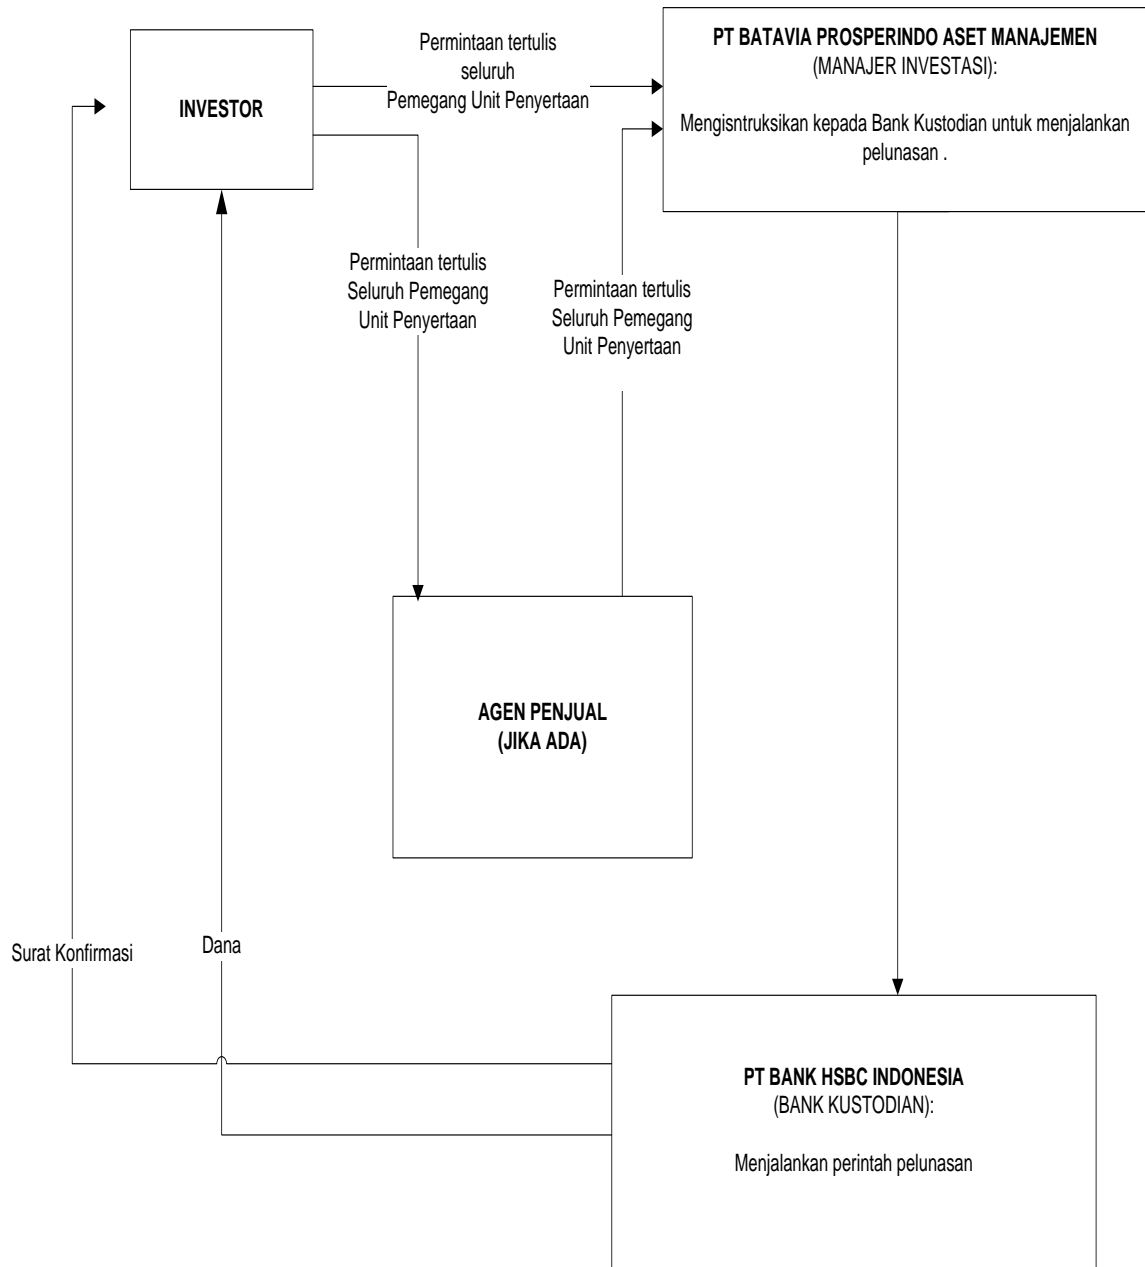 INVESTOR
Permintaan tertulis
seluruh
Pemegang Unit Penyertaan
PT BATAVIA PROSPERINDO ASET MANAJEMEN
(MANAJER INVESTASI):
Mengisntruksikan kepada Bank Kustodian untuk menjalankan
pelunasan .
Permintaan tertulis
Seluruh Pemegang
Unit Penyertaan
Permintaan tertulis
Seluruh Pemegang
Unit Penyertaan
AGEN PENJUAL
(JIKA ADA)
Surat Konfirmasi
Dana
PT BANK HSBC INDONESIA
(BANK KUSTODIAN):
Menjalankan perintah pelunasan